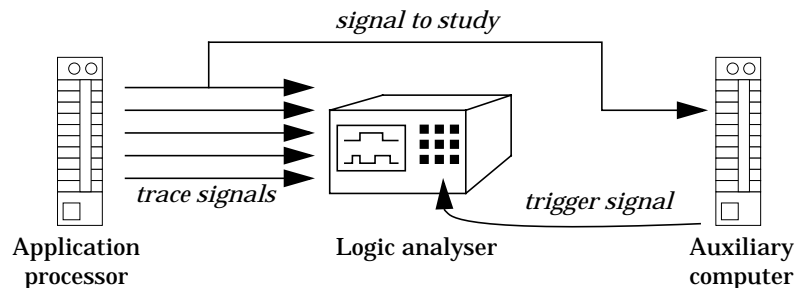 signal to study
trace signals
trigger signal
Application
processor
Logic analyser
Auxiliary
computer